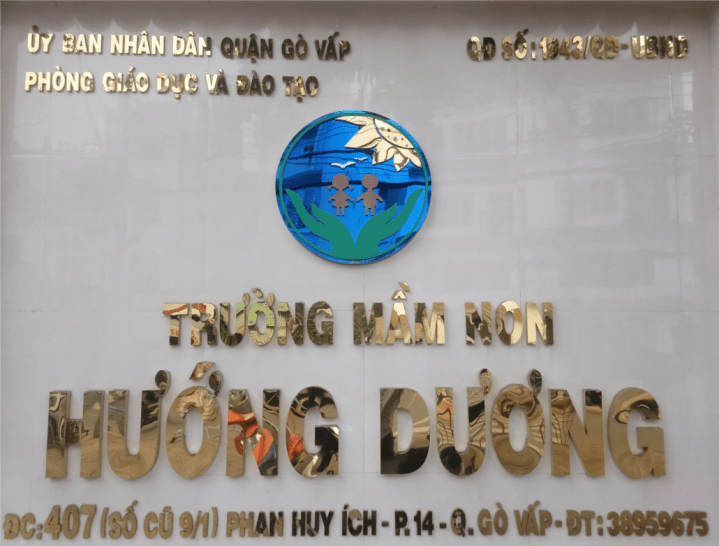 ỦY BAN NHÂN DÂN QUẬN GÒ VẤP
QĐ SỐ: 1843/QĐ - UBND
PHÒNG GIÁO DỤC VÀ ĐÀO TẠO
TRƯỜNG MẦM NON
HƯỚNG DƯƠNG
ĐC: 407 (SỐ CŨ 9/1) PHAN HUY ÍCH - P. 14 - Q. GÒ VẤP - ĐT: 38959675